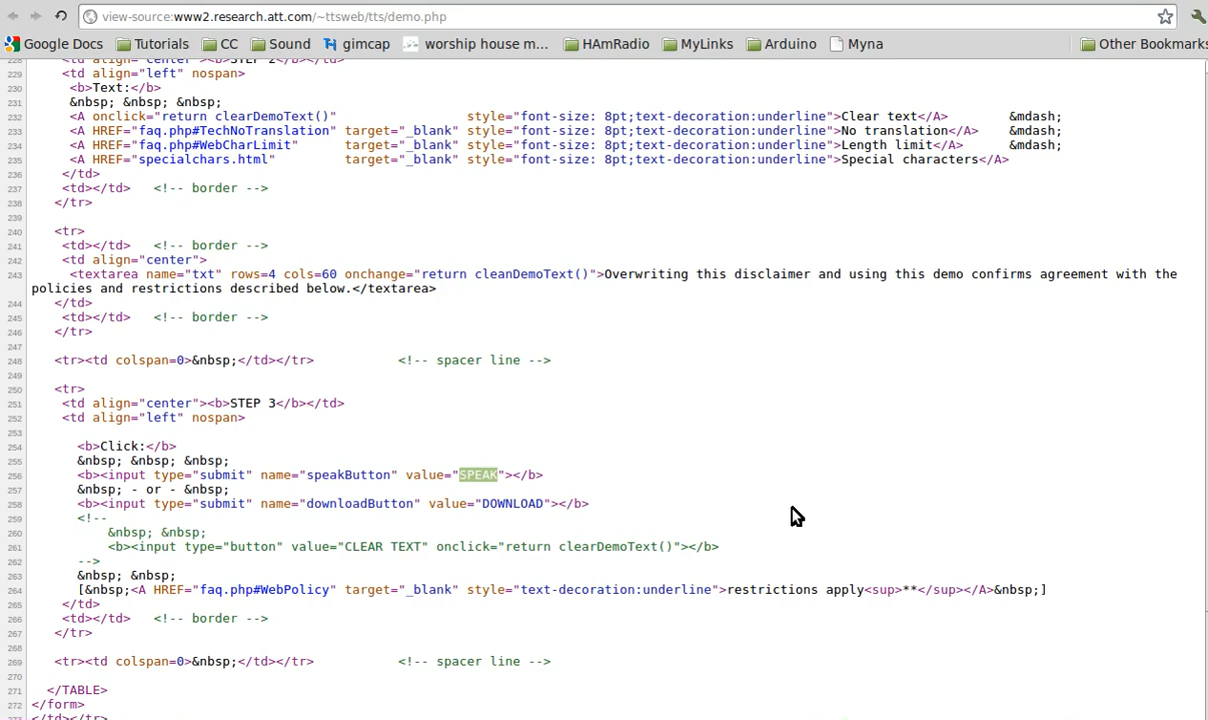 view-source:www2.research.att.com/~ttsweb/tts/demo.php
Google Docs Tutorials CC Sound gimcap worship house m... HAmRadio MyLinks Arduino Myna Other Bookmarks
228 <td align="center"><b>STEP 2</b></td>
229 <td align="left" nospan>
230 <b>Text:</b>
231 &nbsp; &nbsp; &nbsp;
232 <A onclick="return clearDemoText()" style="font-size: 8pt;text-decoration:underline">Clear text</A> &mdash;
233 <A HREF="faq.php#TechNoTranslation" target="_blank" style="font-size: 8pt;text-decoration:underline">No translation</A> &mdash;
234 <A HREF="faq.php#WebCharLimit" target="_blank" style="font-size: 8pt;text-decoration:underline">Length limit</A> &mdash;
235 <A HREF="specialchars.html" target="_blank" style="font-size: 8pt;text-decoration:underline">Special characters</A>
236 </td>
237 <td></td> <!-- border -->
238 </tr>
239
240 <tr>
241 <td></td> <!-- border -->
242 <td align="center">
243 <textarea name="txt" rows=4 cols=60 onchange="return cleanDemoText()">Overwriting this disclaimer and using this demo confirms agreement with the
policies and restrictions described below.</textarea>
244 </td>
245 <td></td> <!-- border -->
246 </tr>
247
248 <tr><td colspan=0>&nbsp;</td></tr> <!-- spacer line -->
249
250 <tr>
251 <td align="center"><b>STEP 3</b></td>
252 <td align="left" nospan>
253
254 <b>Click:</b>
255 &nbsp; &nbsp; &nbsp;
256 <b><input type="submit" name="speakButton" value="SPEAK"></b>
257 &nbsp; - or - &nbsp;
258 <b><input type="submit" name="downloadButton" value="DOWNLOAD"></b>
259 <!--
260 &nbsp; &nbsp;
261 <b><input type="button" value="CLEAR TEXT" onclick="return clearDemoText()"></b>
262 -->
263 &nbsp; &nbsp;
264 [&nbsp;<A HREF="faq.php#WebPolicy" target="_blank" style="text-decoration:underline">restrictions apply<sup>**</sup></A>&nbsp;]
265 </td>
266 <td></td> <!-- border -->
267 </tr>
268
269 <tr><td colspan=0>&nbsp;</td></tr> <!-- spacer line -->
270
271 </TABLE>
272 </form>
273 </td></tr>